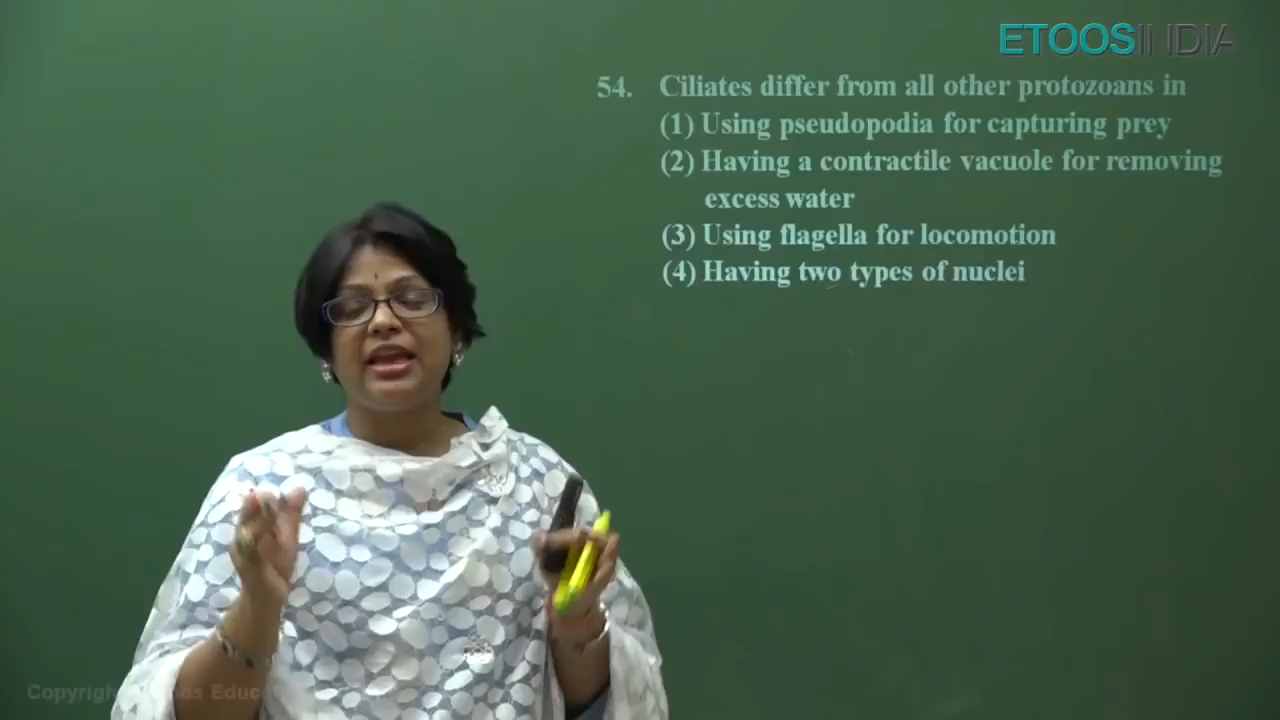 ETOOSINDIA
54. Ciliates differ from all other protozoans in
(1) Using pseudopodia for capturing prey
(2) Having a contractile vacuole for removing
excess water
(3) Using flagella for locomotion
(4) Having two types of nuclei
Copyright